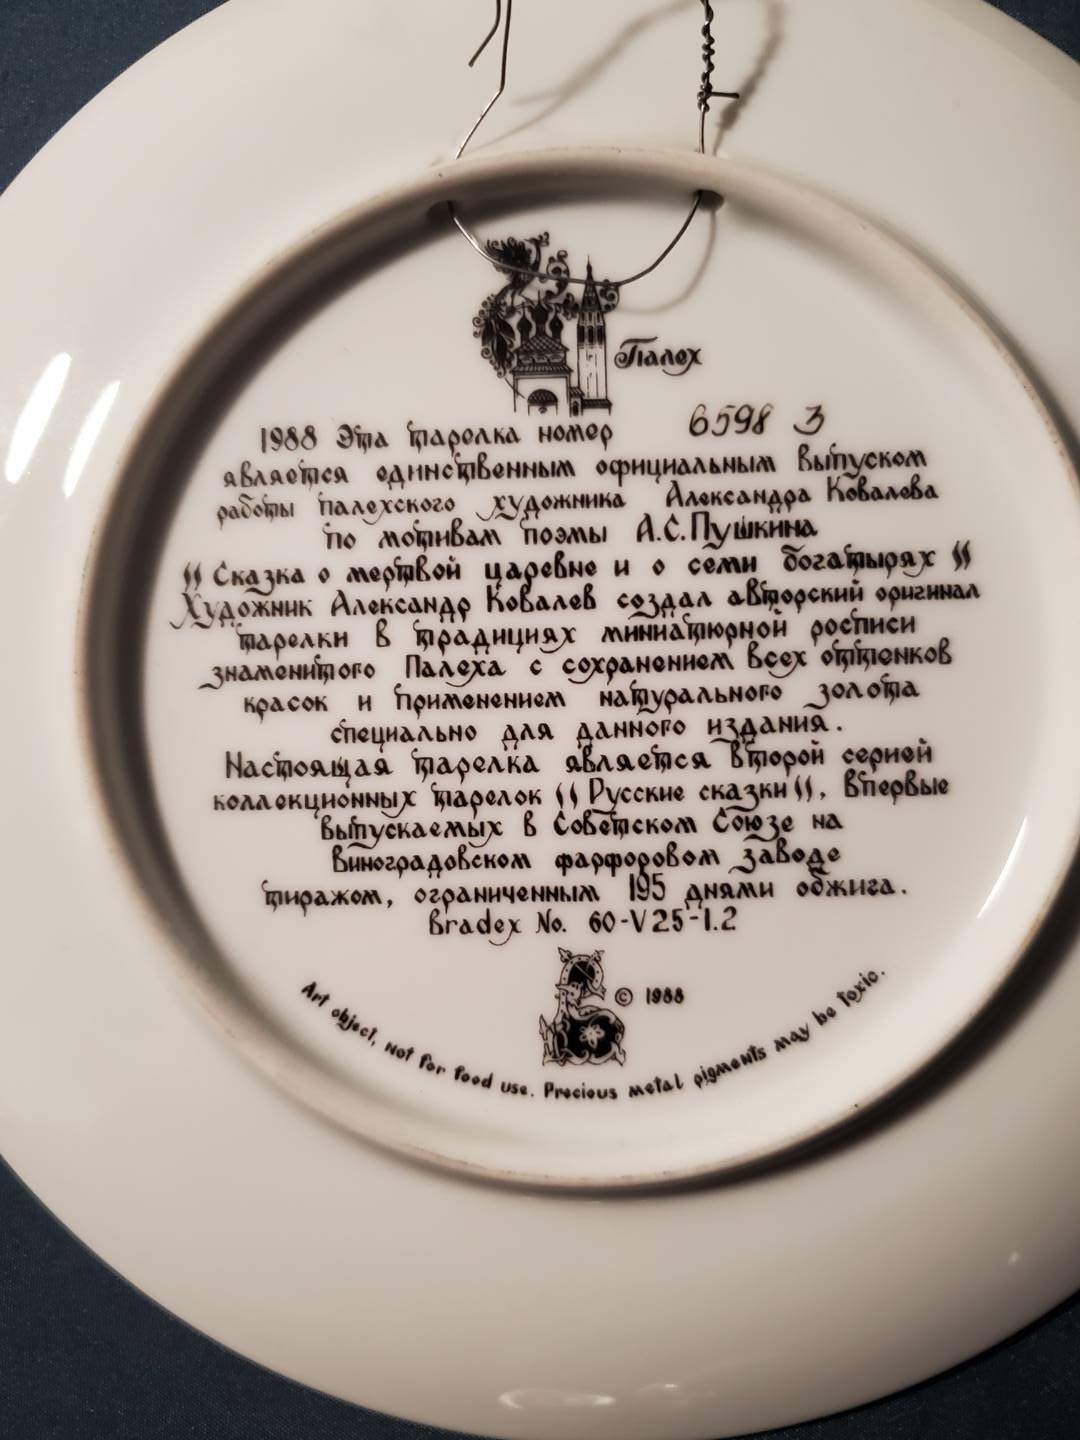 Палех
1988 Эта тарелка номер 6598 З
является единственным официальным выпуском
работы палехского художника Александра Ковалева
по мотивам поэмы А.С.Пушкина
"Сказка о мертвой царевне и о семи богатырях"
Художник Александр Ковалев создал авторский оригинал
тарелки в традициях миниатюрной росписи
знаменитого Палеха с сохранением всех оттенков
красок и применением натурального золота
специально для данного издания.
Настоящая тарелка является второй серией
коллекционных тарелок "Русские сказки", впервые
выпускаемых в Советском Союзе на
Виноградовском фарфоровом заводе
тиражом, ограниченным 195 днями обжига.
Bradex No. 60-V25-1.2
© 1988
Art object, not for food use. Precious metal pigments may be toxic.